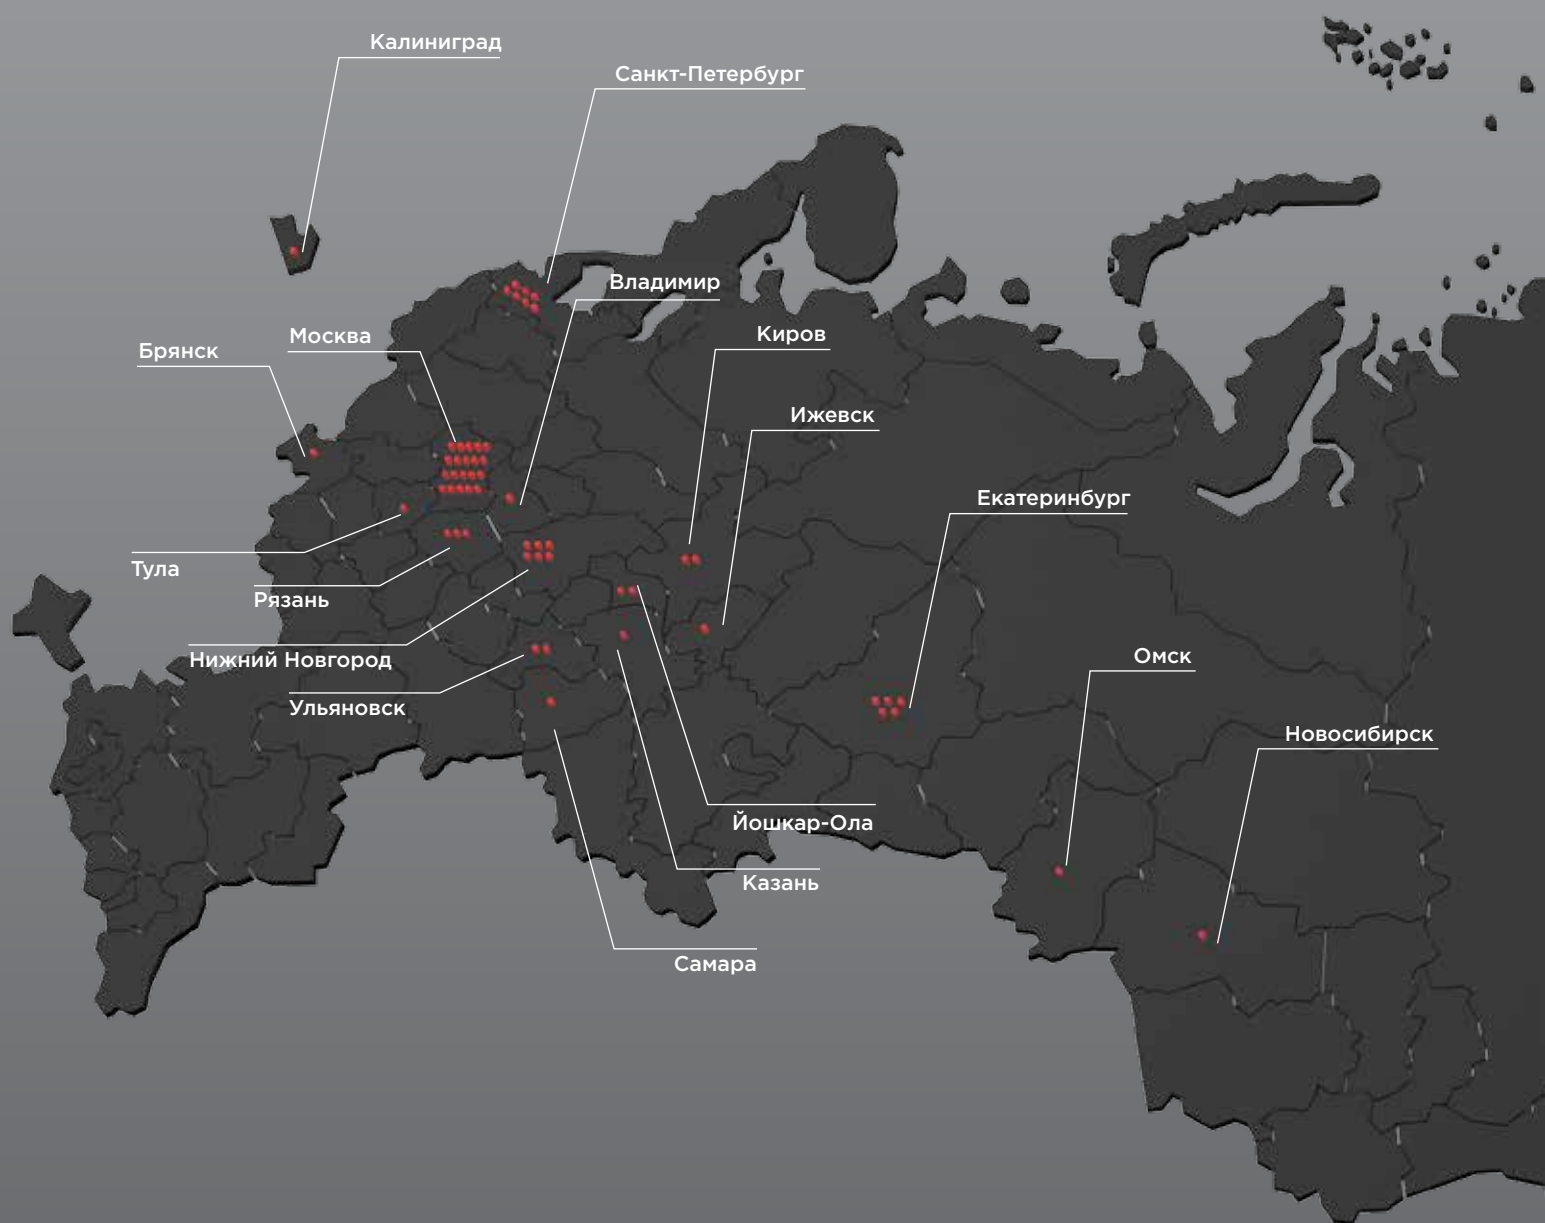 Калиниград
Санкт-Петербург
Владимир
Москва
Киров
Брянск
Ижевск
Екатеринбург
Тула
Рязань
Нижний Новгород
Омск
Ульяновск
Новосибирск
Йошкар-Ола
Казань
Самара